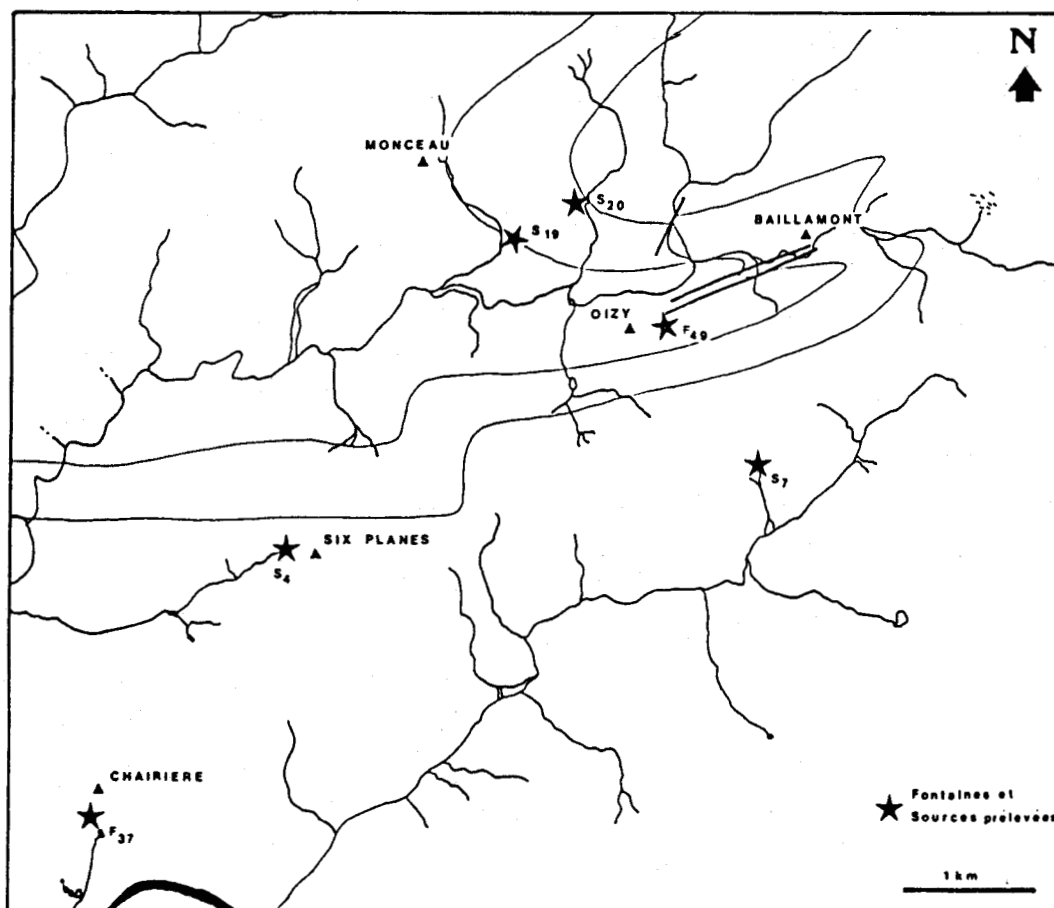 N
MONCEAU
S20
S19
BAILLAMONT
OIZY
F49
S7
SIX PLANES
S4
CHAIRIERE
F37
Fontaines et
Sources prélevées
1 km